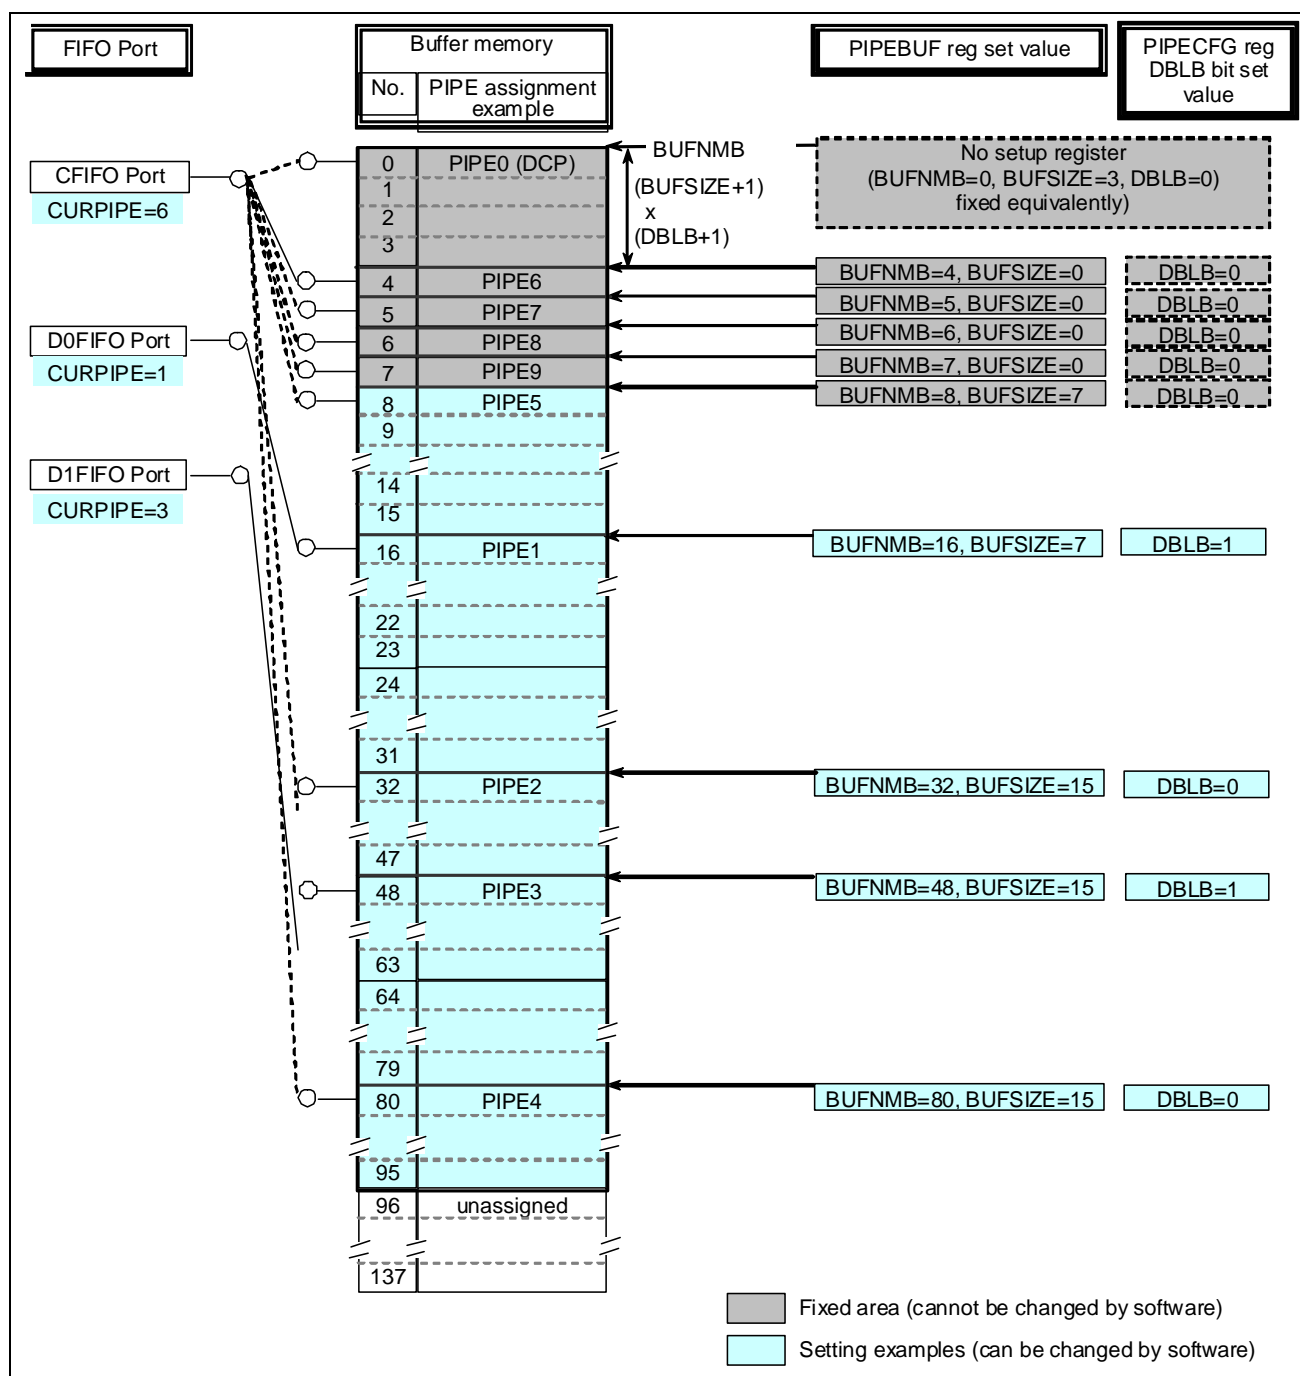 FIFO Port
Buffer memory
No.
PIPE assignment
example
PIPEBUF reg set value
PIPECFG reg
DBLB bit set
value
CFIFO Port
CURPIPE=6
D0FIFO Port
CURPIPE=1
D1FIFO Port
CURPIPE=3
0
PIPE0 (DCP)
1
2
3
BUFNMB
(BUFSIZE+1)
x
(DBLB+1)
No setup register
(BUFNMB=0, BUFSIZE=3, DBLB=0)
fixed equivalently)
4
PIPE6
BUFNMB=4, BUFSIZE=0
DBLB=0
5
PIPE7
BUFNMB=5, BUFSIZE=0
DBLB=0
6
PIPE8
BUFNMB=6, BUFSIZE=0
DBLB=0
7
PIPE9
BUFNMB=7, BUFSIZE=0
DBLB=0
8
PIPE5
BUFNMB=8, BUFSIZE=7
DBLB=0
9
14
15
16
PIPE1
BUFNMB=16, BUFSIZE=7
DBLB=1
22
23
24
31
32
PIPE2
BUFNMB=32, BUFSIZE=15
DBLB=0
47
48
PIPE3
BUFNMB=48, BUFSIZE=15
DBLB=1
63
64
79
80
PIPE4
BUFNMB=80, BUFSIZE=15
DBLB=0
95
96
unassigned
137
Fixed area (cannot be changed by software)
Setting examples (can be changed by software)